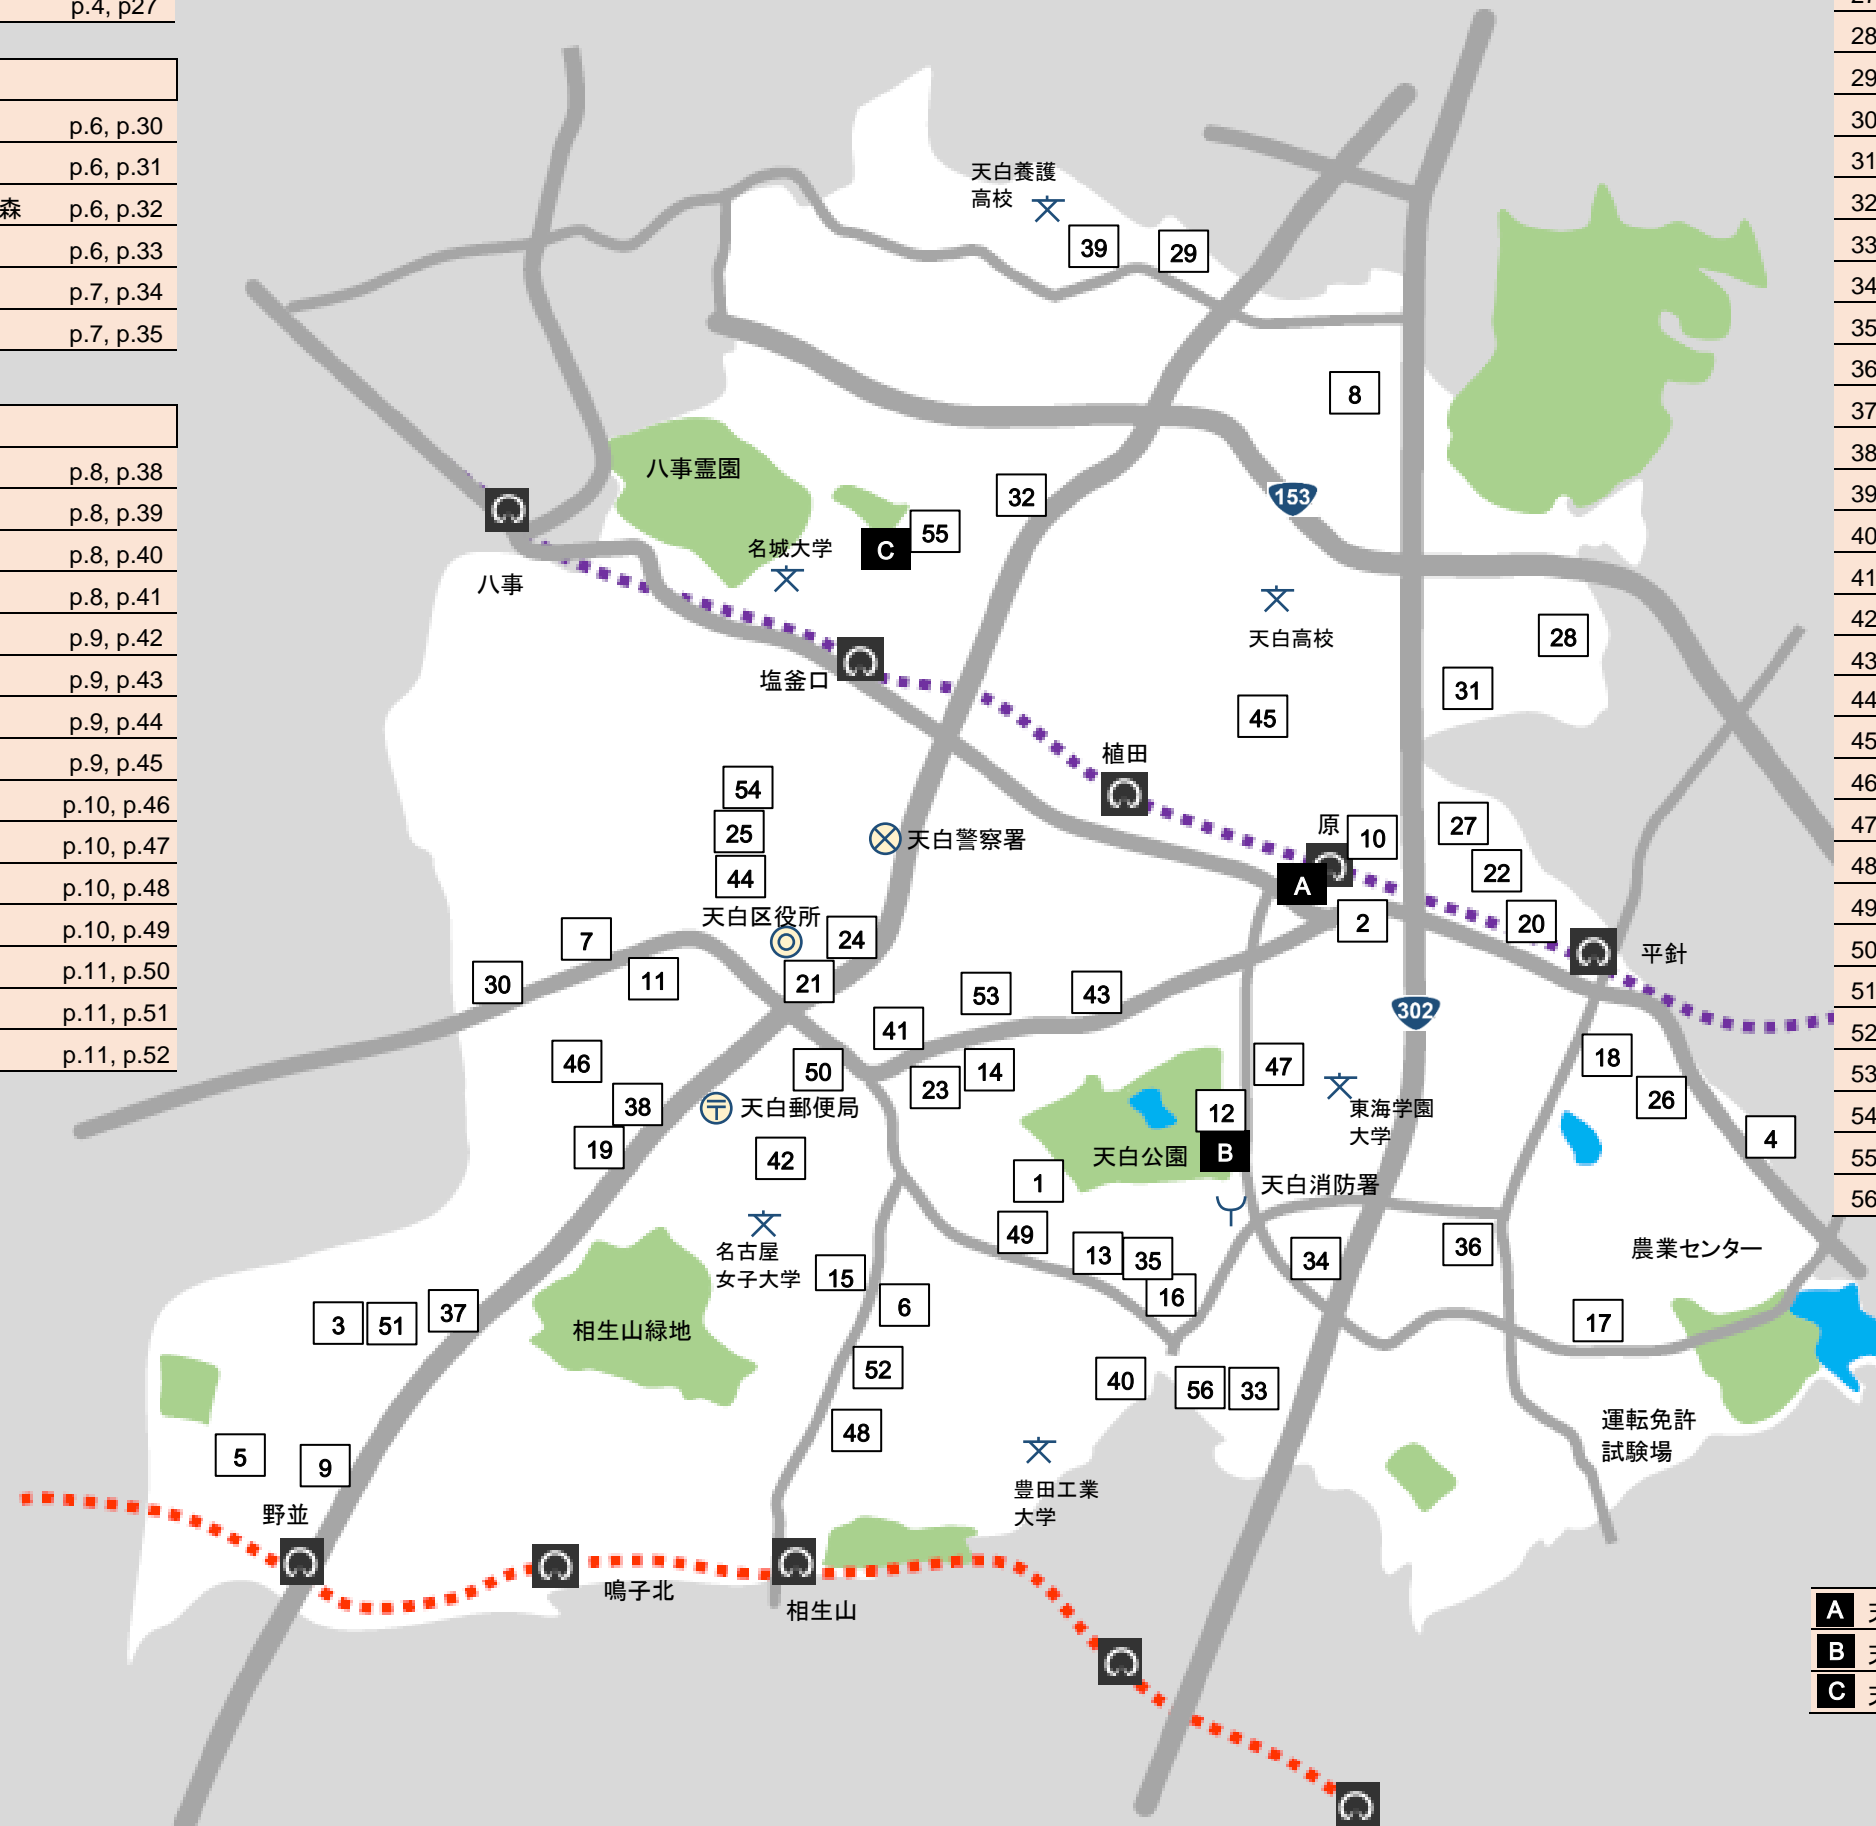 p.4, p27
p.6, p.30
p.6, p.31
森 p.6, p.32
p.6, p.33
p.7, p.34
p.7, p.35
p.8, p.38
p.8, p.39
p.8, p.40
p.8, p.41
p.9, p.42
p.9, p.43
p.9, p.44
p.9, p.45
p.10, p.46
p.10, p.47
p.10, p.48
p.10, p.49
p.11, p.50
p.11, p.51
p.11, p.52
天白養護
高校
39
29
8
八事霊園
32
153
55
C
名城大学
八事
天白高校
28
塩釜口
31
45
植田
54
25
44
天白警察署
原
10
27
22
A
天白区役所
24
2
20
平針
7
11
30
21
53
43
41
302
46
50
23
14
47
18
26
38
天白郵便局
12
東海学園
大学
4
19
42
天白公園
B
1
天白消防署
名古屋
女子大学
49
13
35
34
36
農業センター
15
16
6
3
51
37
相生山緑地
17
52
40
56
33
48
運転免許
試験場
5
9
豊田工業
大学
野並
鳴子北
相生山
28
29
30
31
32
33
34
35
36
37
38
39
40
41
42
43
44
45
46
47
48
49
50
51
52
53
54
55
56
A
B
C